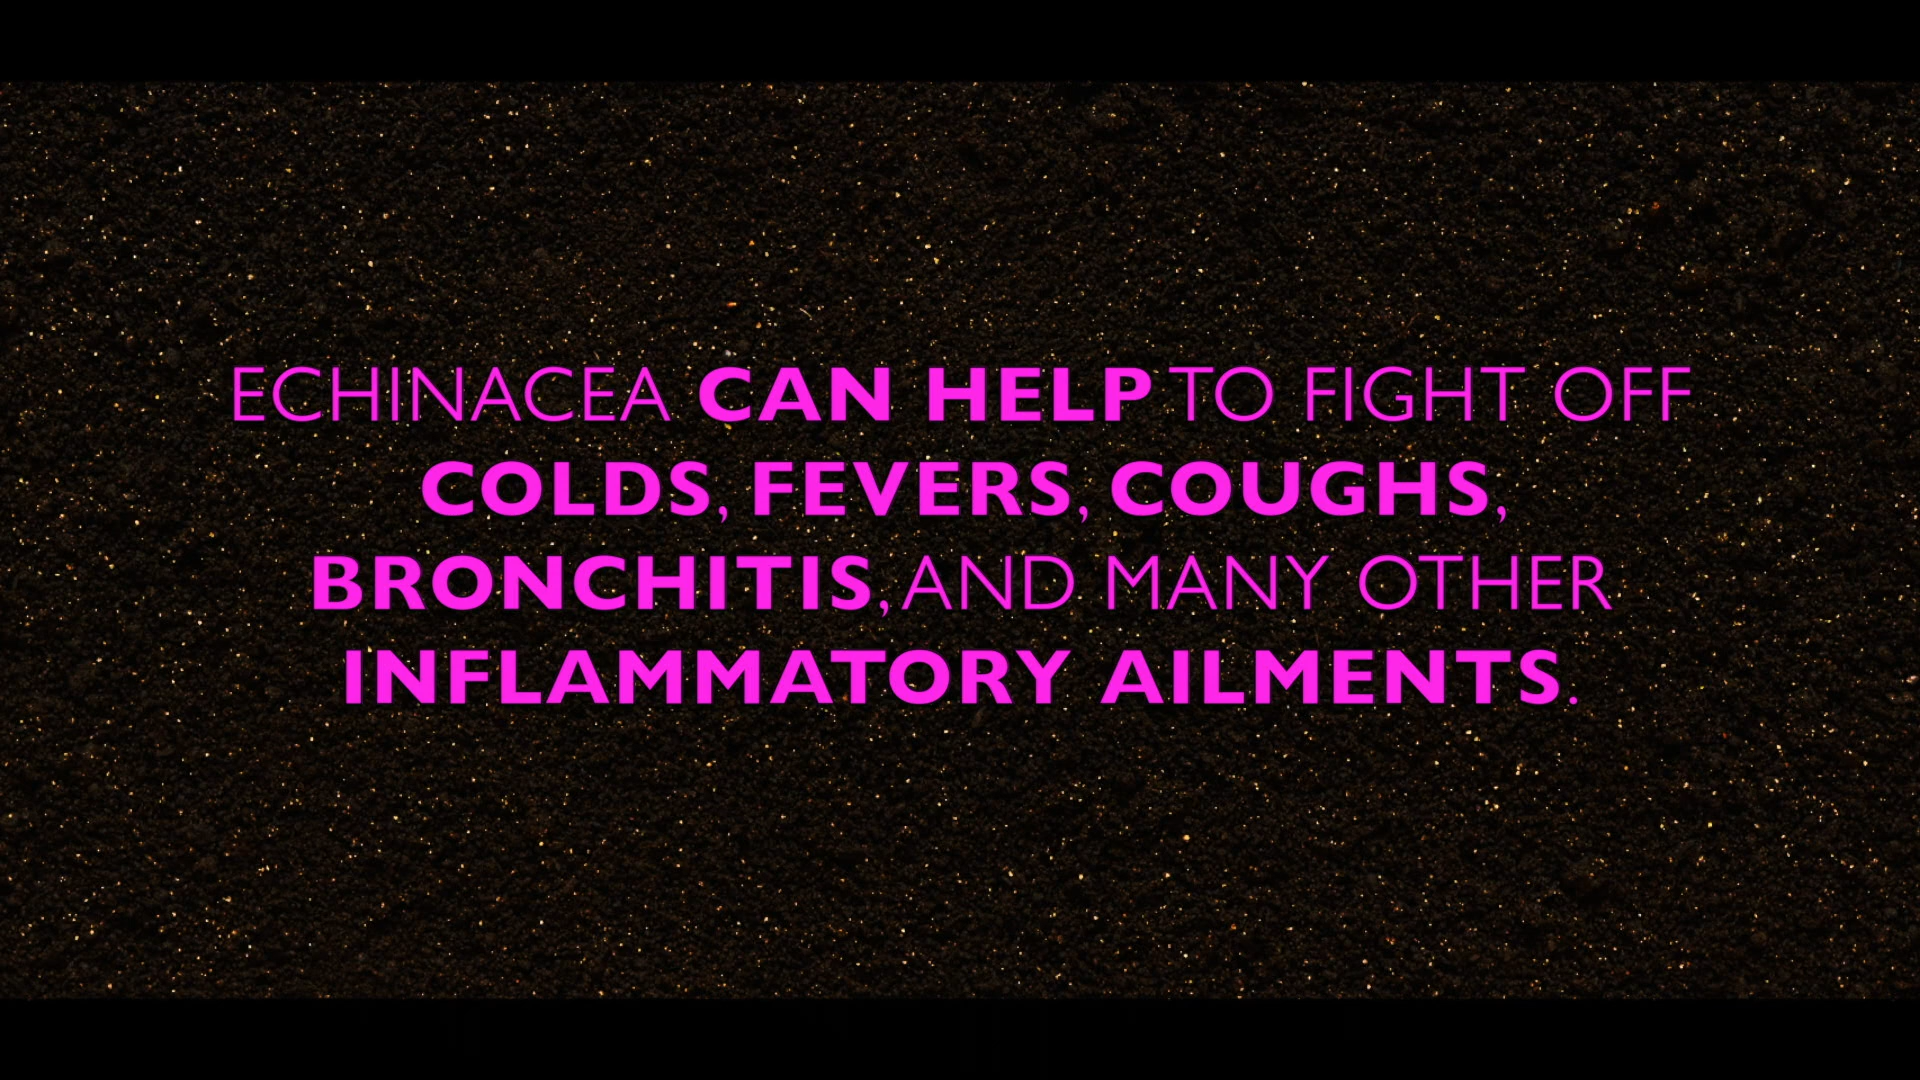 ECHINACEA CAN HELP TO FIGHT OFF
COLDS, FEVERS, COUGHS,
BRONCHITIS, AND MANY OTHER
INFLAMMATORY AILMENTS.